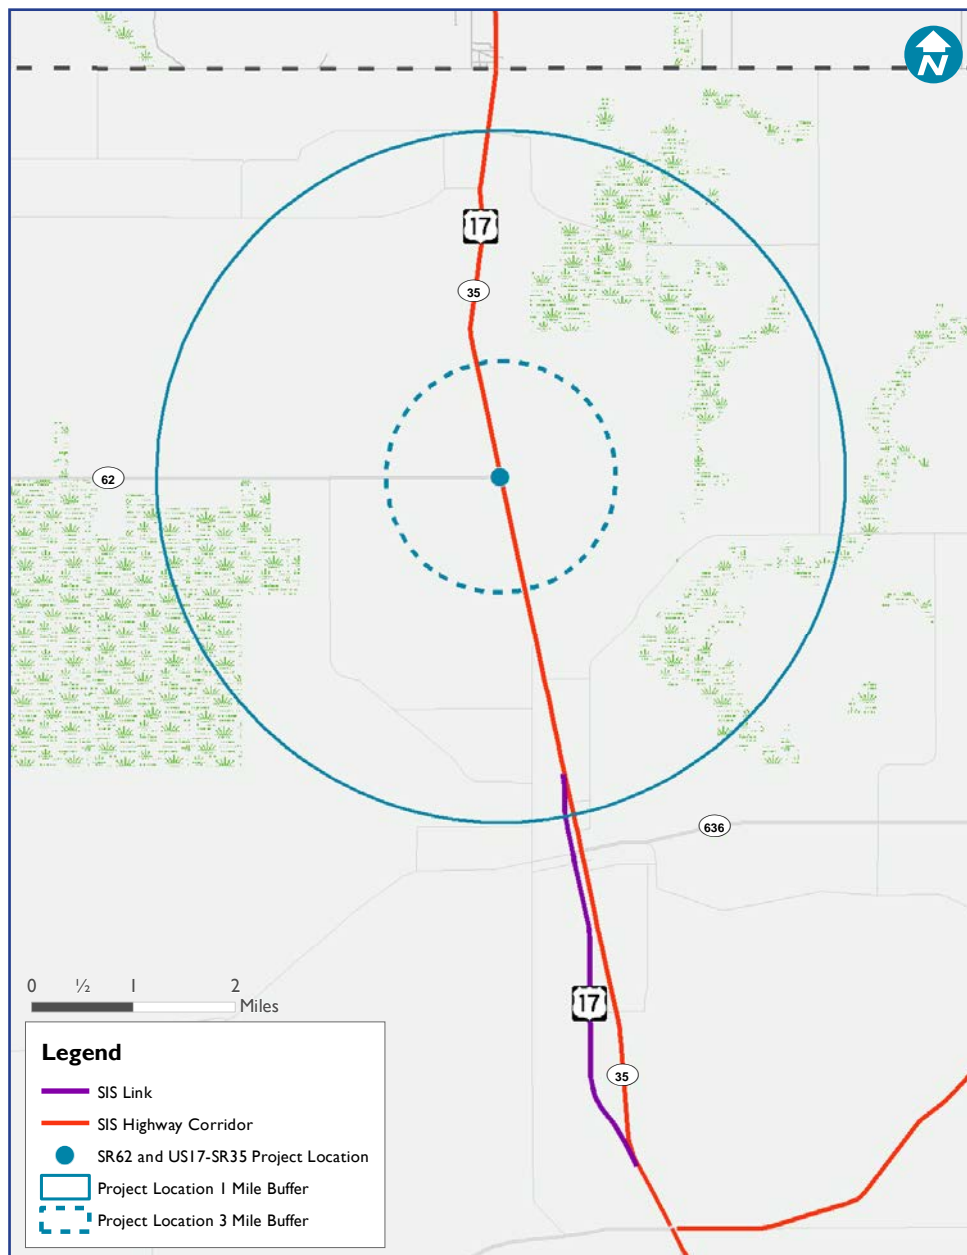 N
17
35
62
636
0 ½ 1 2
Miles
17
35
Legend
SIS Link
SIS Highway Corridor
SR62 and US17-SR35 Project Location
Project Location 1 Mile Buffer
Project Location 3 Mile Buffer